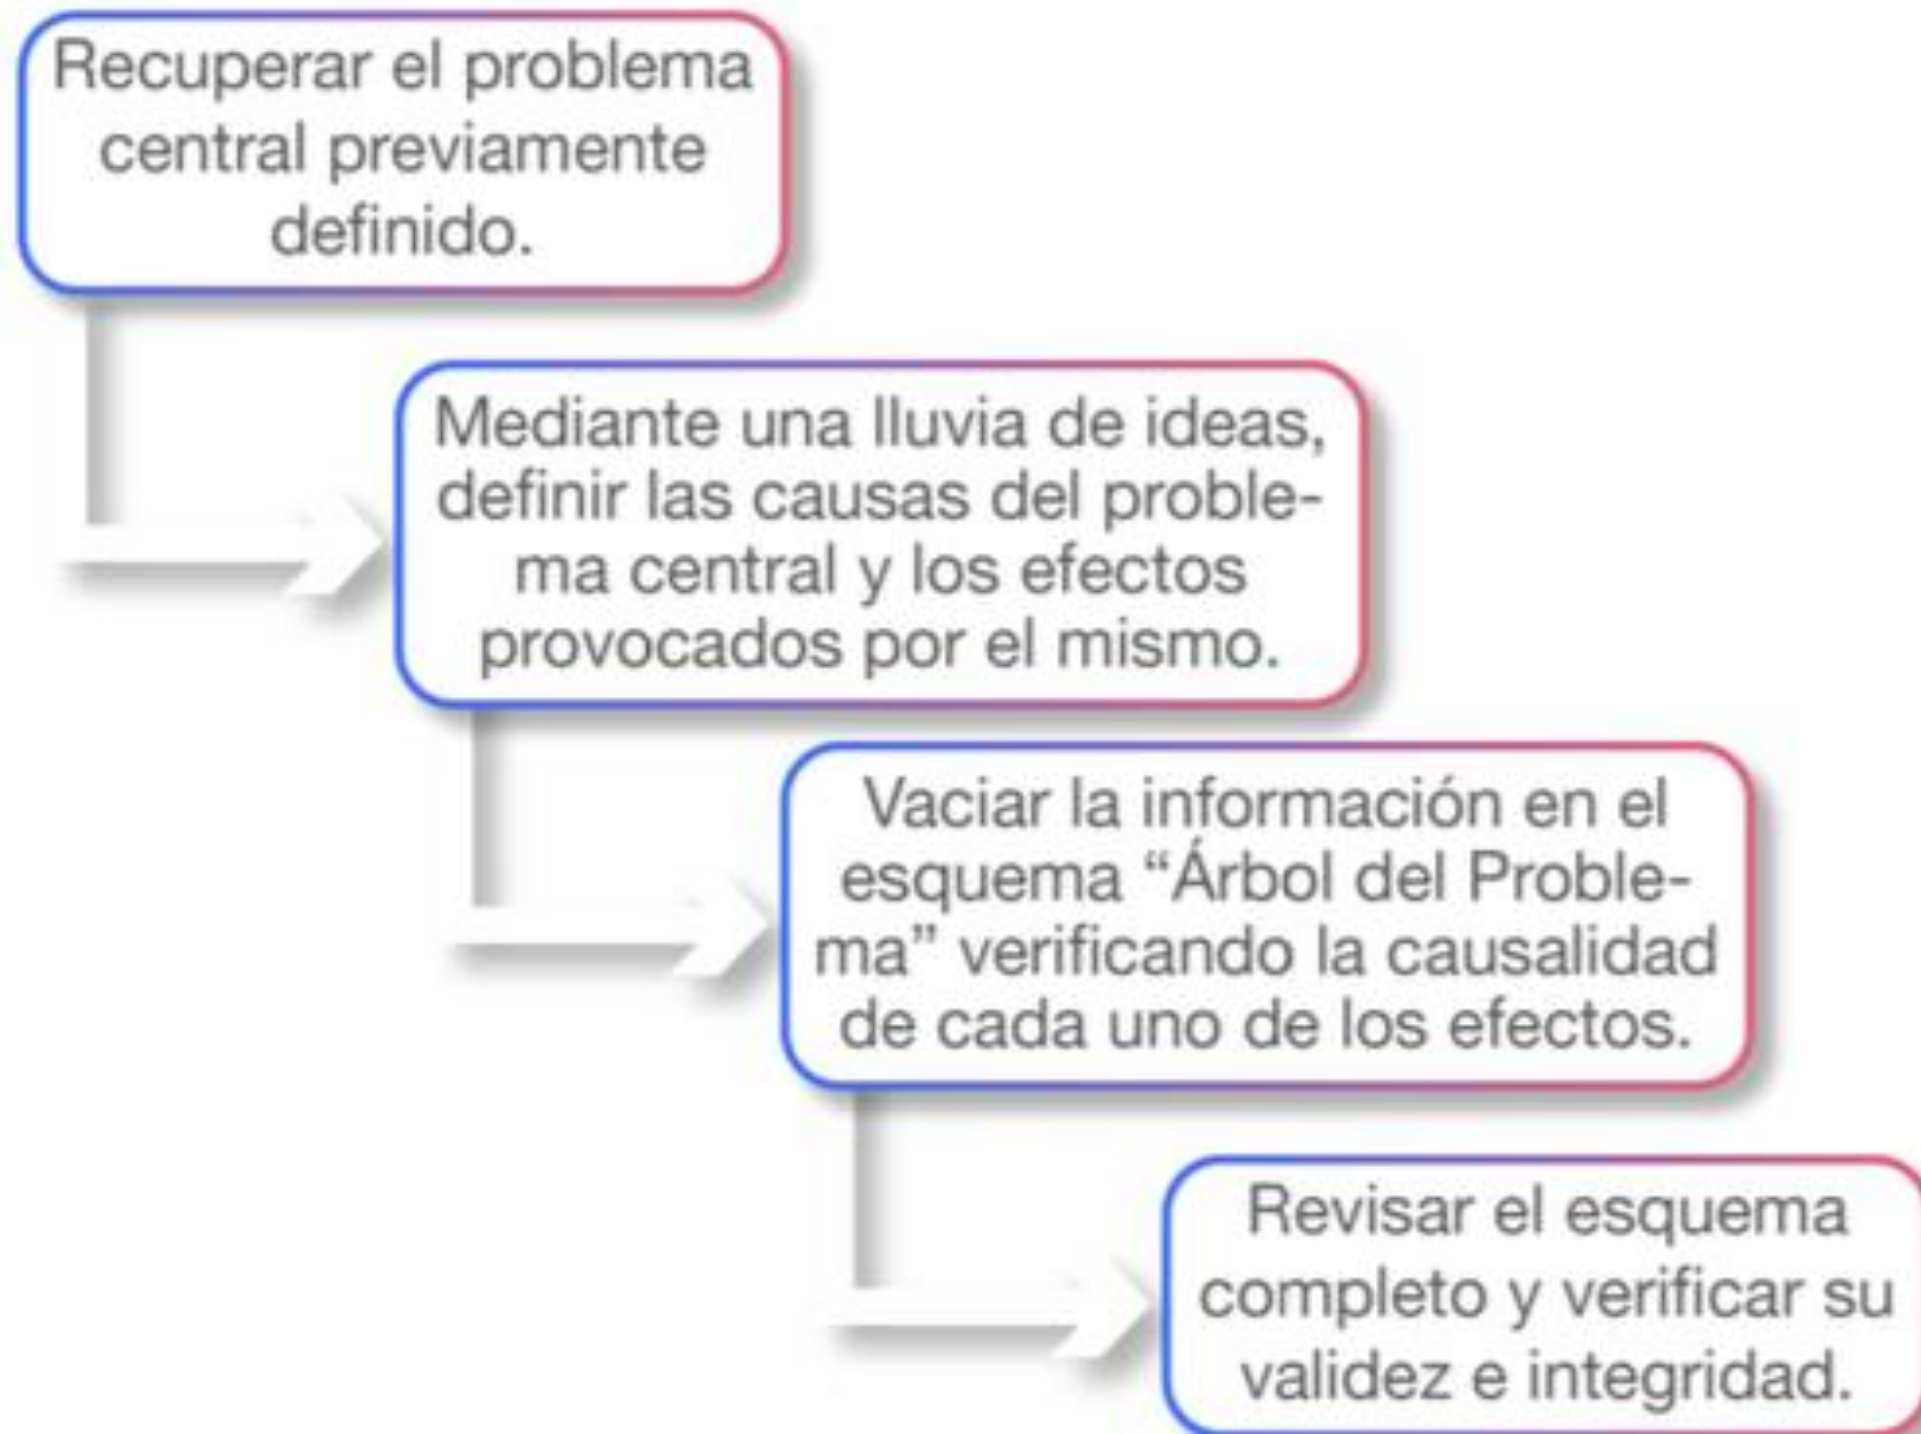 Recuperar el problema
central previamente
definido.
Mediante una lluvia de ideas,
definir las causas del proble-
ma central y los efectos
provocados por el mismo.
Vaciar la información en el
esquema “Árbol del Proble-
ma” verificando la causalidad
de cada uno de los efectos.
Revisar el esquema
completo y verificar su
validez e integridad.